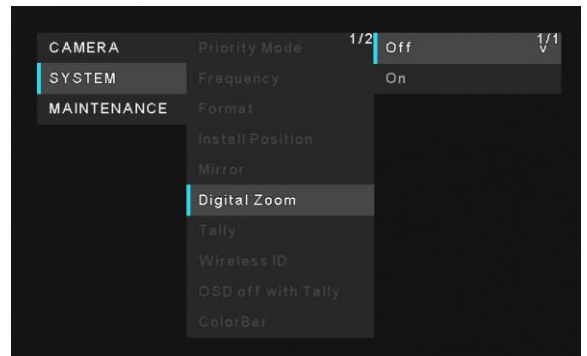 CAMERA
SYSTEM
MAINTENANCE
1/2
Priority Mode
Frequency
Format
Install Position
Mirror
Digital Zoom
Tally
Wireless ID
OSD off with Tally
ColorBar
1/1
Off
On